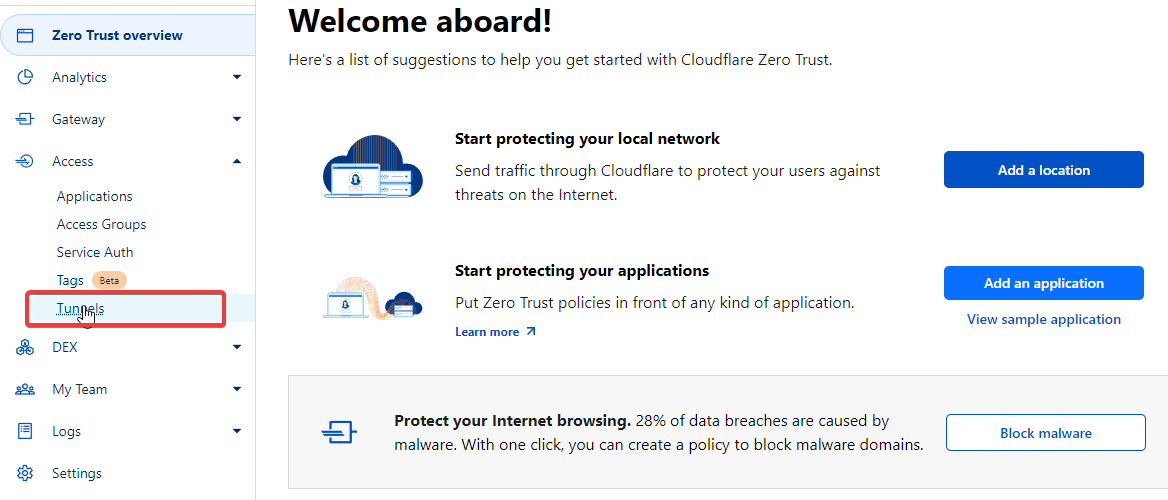 Zero Trust overview
Analytics
Gateway
Access
Applications
Access Groups
Service Auth
Tags Beta
Tunnels
DEX
My Team
Logs
Settings
Welcome aboard!
Here's a list of suggestions to help you get started with Cloudflare Zero Trust.
Start protecting your local network
Send traffic through Cloudflare to protect your users against
threats on the Internet.
Add a location
Start protecting your applications
Put Zero Trust policies in front of any kind of application.
Learn more
Add an application
View sample application
Protect your Internet browsing. 28% of data breaches are caused by
malware. With one click, you can create a policy to block malware domains.
Block malware